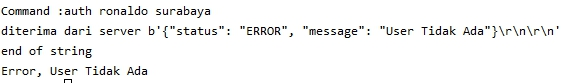 Command :auth ronaldo surabaya
diterima dari server b'{"status": "ERROR", "message": "User Tidak Ada"}\r\n\r\n'
end of string
Error, User Tidak Ada